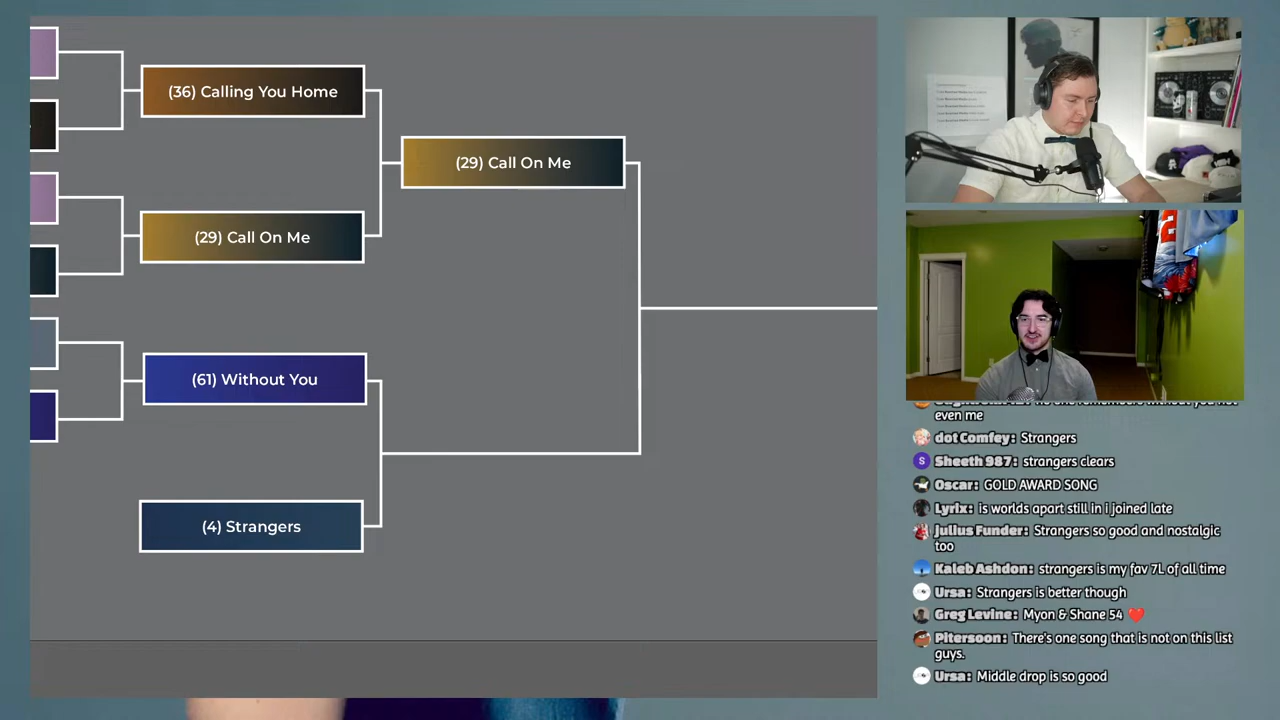 (36) Calling You Home
(29) Call On Me
(29) Call On Me
(61) Without You
(4) Strangers
even me
dot Comfey: Strangers
Sheeth 987: strangers clears
Oscar: GOLD AWARD SONG
Lyrix: is worlds apart still in i joined late
julius Funder: Strangers so good and nostalgic
too
Kaleb Ashdon: strangers is my fav 7L of all time
Ursa: Strangers is better though
Greg Levine: Myon & Shane 54 ❤️
Pitersoon: There's one song that is not on this list
guys.
Ursa: Middle drop is so good